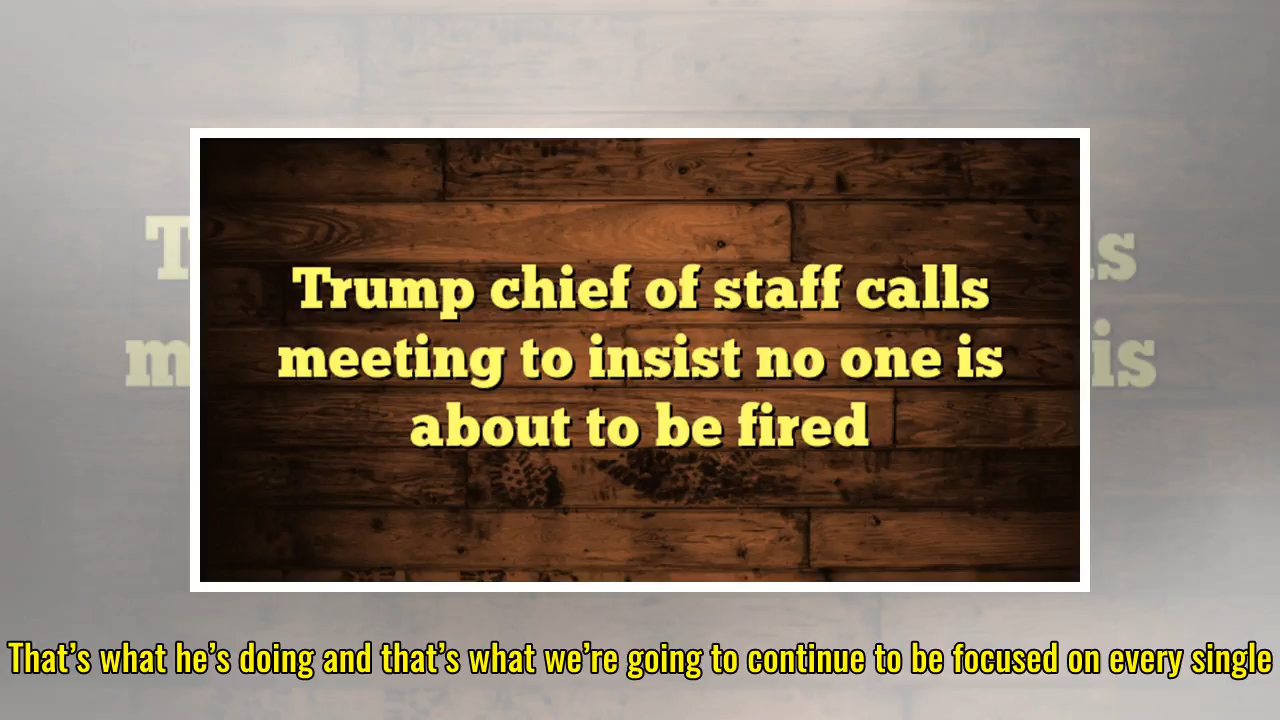 Trump chief of staff calls
meeting to insist no one is
about to be fired
That's what he's doing and that's what we're going to continue to be focused on every single